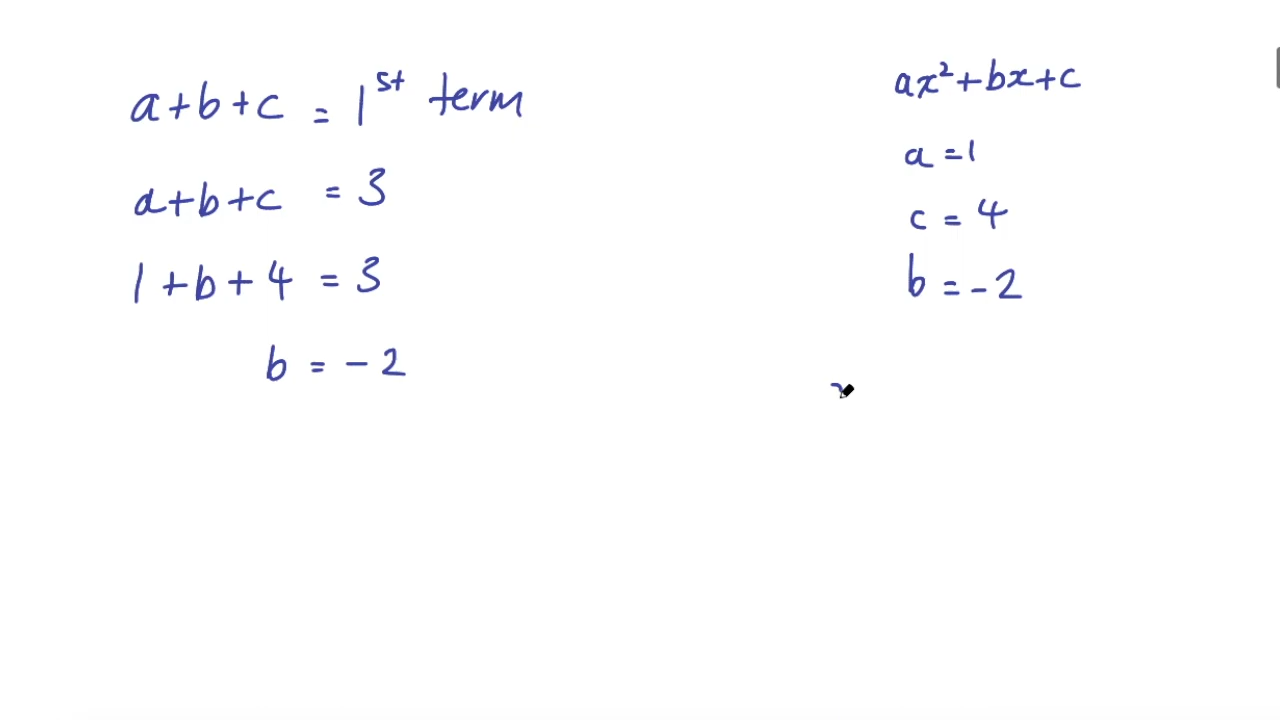 a+b+c = 1st term
a+b+c = 3
1+b+4 = 3
b = -2
ax²+bx+c
a=1
c = 4
b = -2